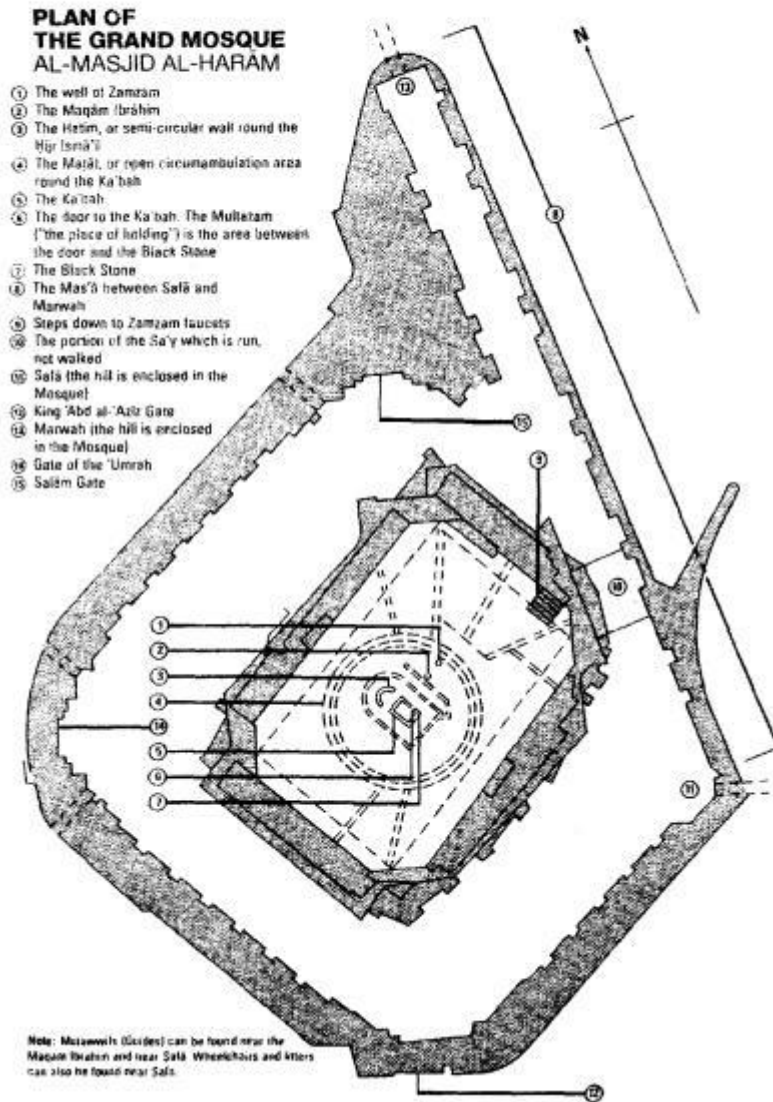 PLAN OF
THE GRAND MOSQUE
AL-MASJID AL-HARĀM
① The well of Zamzam
② The Maqām Ibrāhīm
③ The Hatim, or semi-circular wall round the
Ḥijr Ismā'īl
④ The Maṭāf, or open circumambulation area
round the Ka'bah
⑤ The Ka'bah
⑥ The door to the Ka'bah. The Multazam
("the place of holding") is the area between
the door and the Black Stone
⑦ The Black Stone
⑧ The Mas'ā between Safā and
Marwah
⑨ Steps down to Zamzam faucets
⑩ The portion of the Sa'y which is run,
not walked
⑪ Safā (the hill is enclosed in the
Mosque)
⑫ King 'Abd al-'Azīz Gate
⑬ Marwah (the hill is enclosed
in the Mosque)
⑭ Gate of the 'Umrah
⑮ Salām Gate
N
⑬
⑧
⑮
⑨
⑩
①
②
③
④
⑭
⑤
⑥
⑦
⑪
⑫
Note: Mutawwifs (Guides) can be found near the
Maqam Ibrahim and near Ṣafā. Wheelchairs and litters
can also be found near Ṣafā.